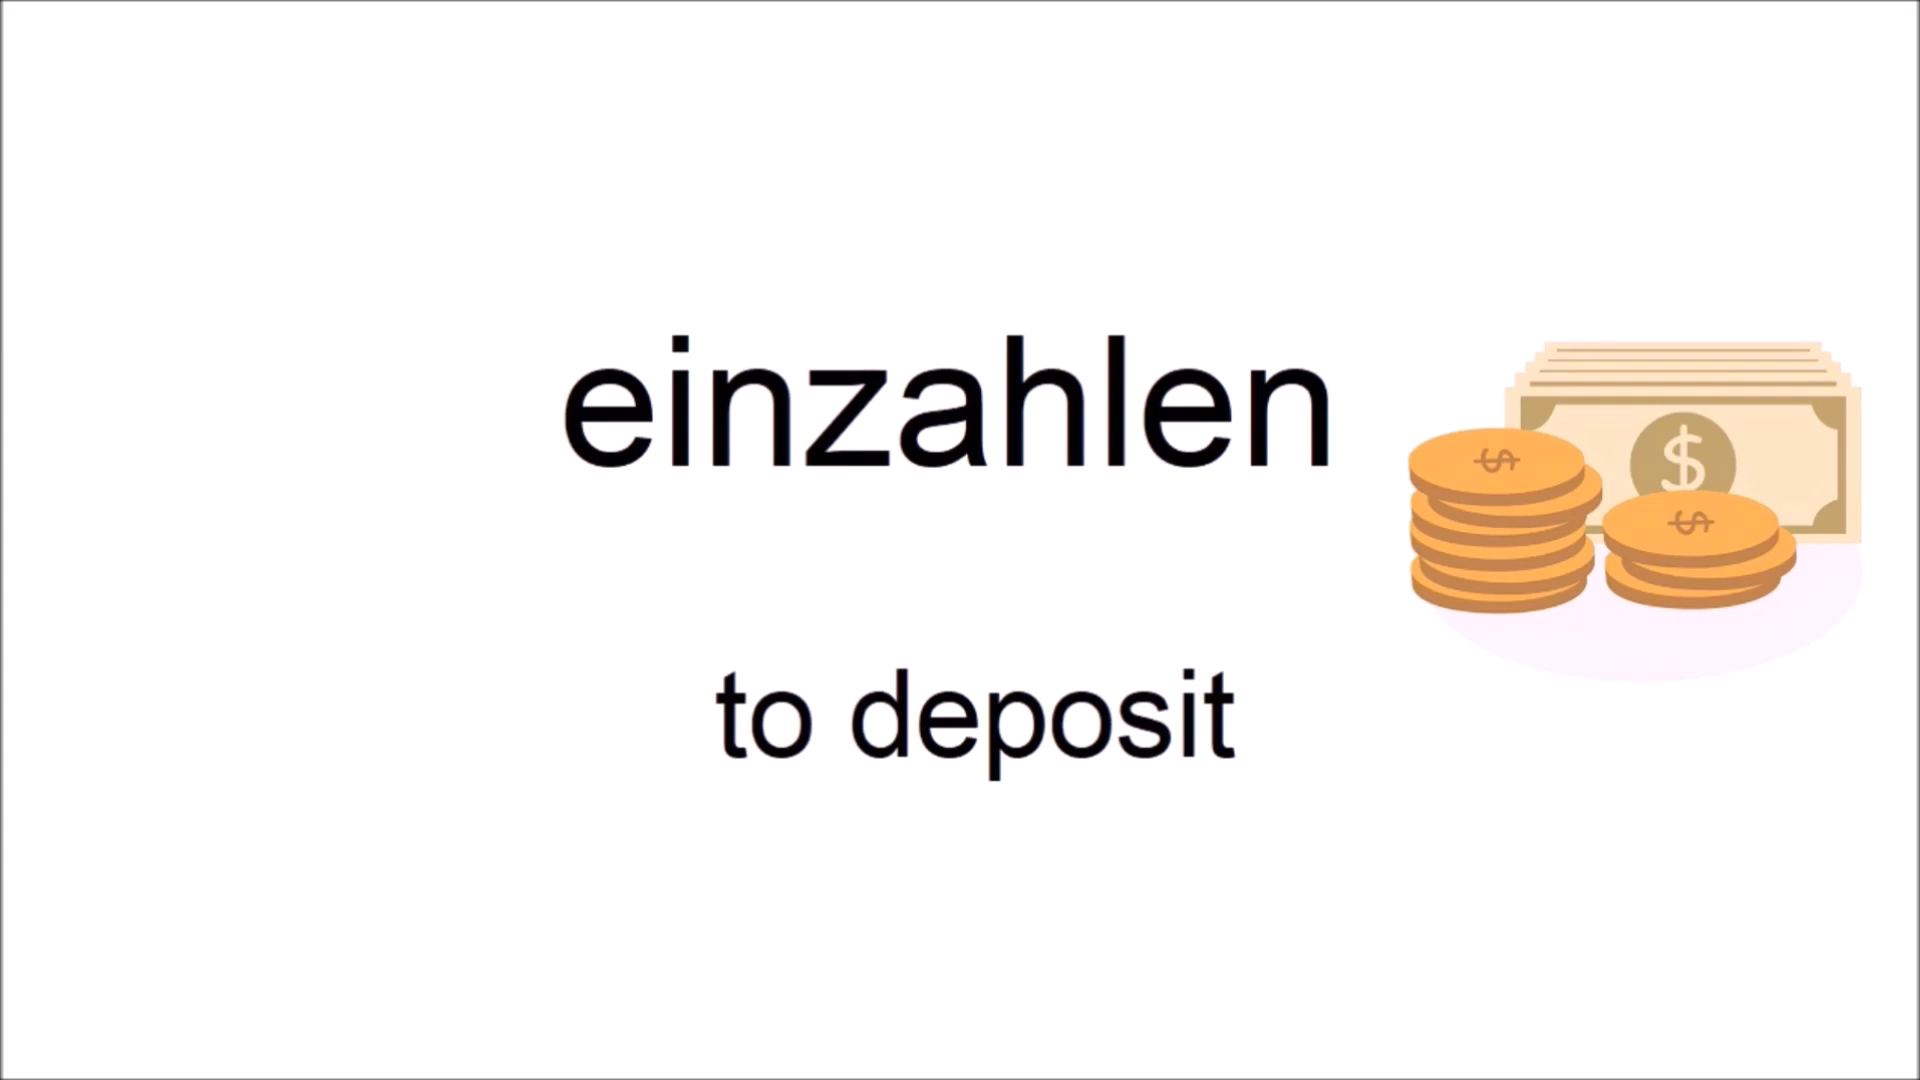 einzahlen
$
$
$
to deposit